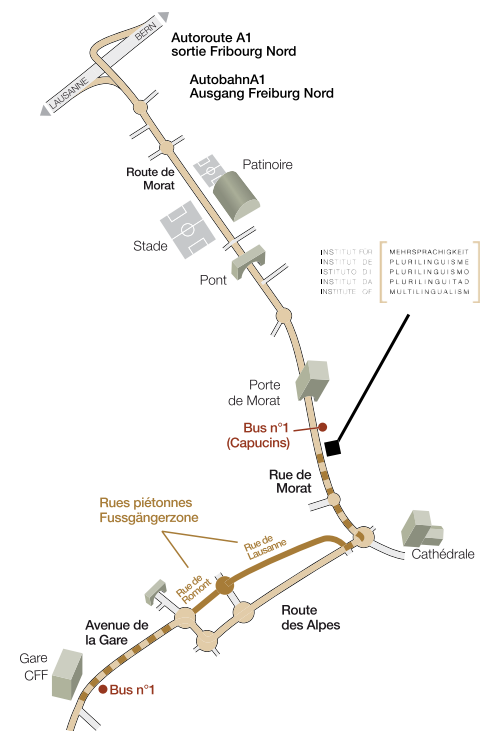 BERN
LAUSANNE
Autoroute A1
sortie Fribourg Nord
AutobahnA1
Ausgang Freiburg Nord
Route de
Morat
Patinoire
Stade
Pont
INSTITUT FÜR MEHRSPRACHIGKEIT
INSTITUT DE PLURILINGUISME
ISTITUTO DI PLURILINGUISMO
INSTITUT DA PLURILINGUITAD
INSTITUTE OF MULTILINGUALISM
Porte
de Morat
Bus n°1
(Capucins)
Rue de
Morat
Rues piétonnes
Fussgängerzone
Rue de
Lausanne
Cathédrale
Rue de
Romont
Avenue de
la Gare
Route
des Alpes
Gare
CFF
Bus n°1